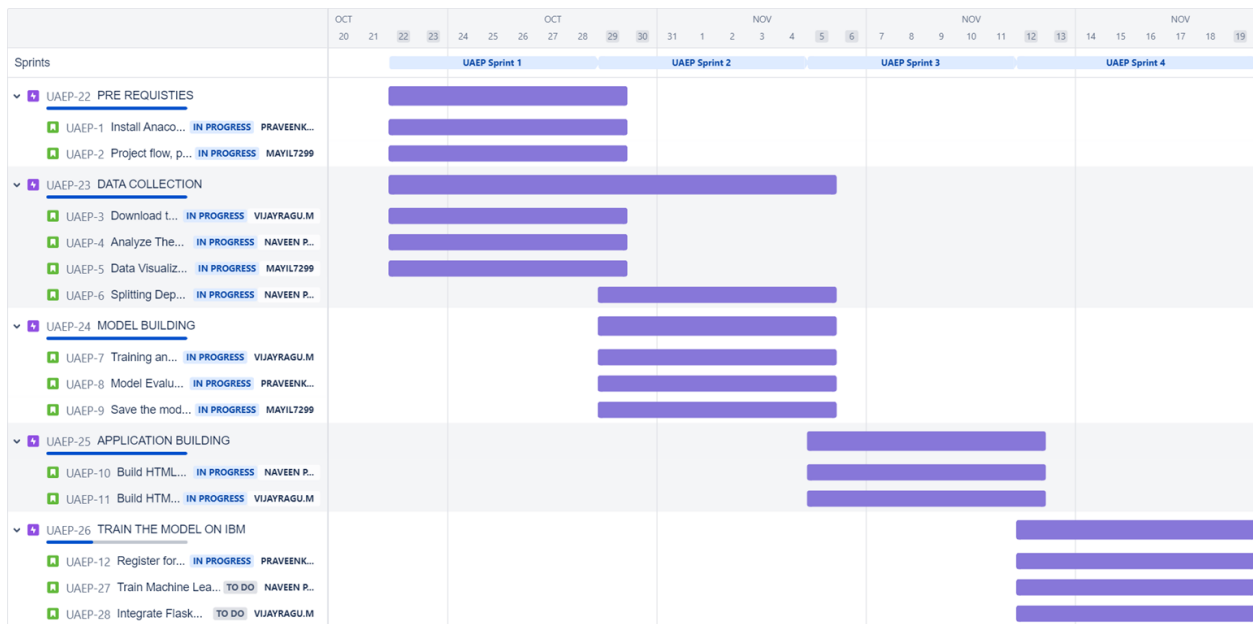 OCT OCT NOV NOV NOV
20 21 22 23 24 25 26 27 28 29 30 31 1 2 3 4 5 6 7 8 9 10 11 12 13 14 15 16 17 18 19
Sprints UAEP Sprint 1 UAEP Sprint 2 UAEP Sprint 3 UAEP Sprint 4
UAEP-22 PRE REQUISTIES
UAEP-1 Install Anaco... IN PROGRESS PRAVEENK...
UAEP-2 Project flow, p... IN PROGRESS MAYIL7299
UAEP-23 DATA COLLECTION
UAEP-3 Download t... IN PROGRESS VIJAYRAGU.M
UAEP-4 Analyze The... IN PROGRESS NAVEEN P...
UAEP-5 Data Visualiz... IN PROGRESS MAYIL7299
UAEP-6 Splitting Dep... IN PROGRESS NAVEEN P...
UAEP-24 MODEL BUILDING
UAEP-7 Training an... IN PROGRESS VIJAYRAGU.M
UAEP-8 Model Evalu... IN PROGRESS PRAVEENK...
UAEP-9 Save the mod... IN PROGRESS MAYIL7299
UAEP-25 APPLICATION BUILDING
UAEP-10 Build HTML... IN PROGRESS NAVEEN P...
UAEP-11 Build HTM... IN PROGRESS VIJAYRAGU.M
UAEP-26 TRAIN THE MODEL ON IBM
UAEP-12 Register for... IN PROGRESS PRAVEENK...
UAEP-27 Train Machine Lea... TO DO NAVEEN P...
UAEP-28 Integrate Flask... TO DO VIJAYRAGU.M